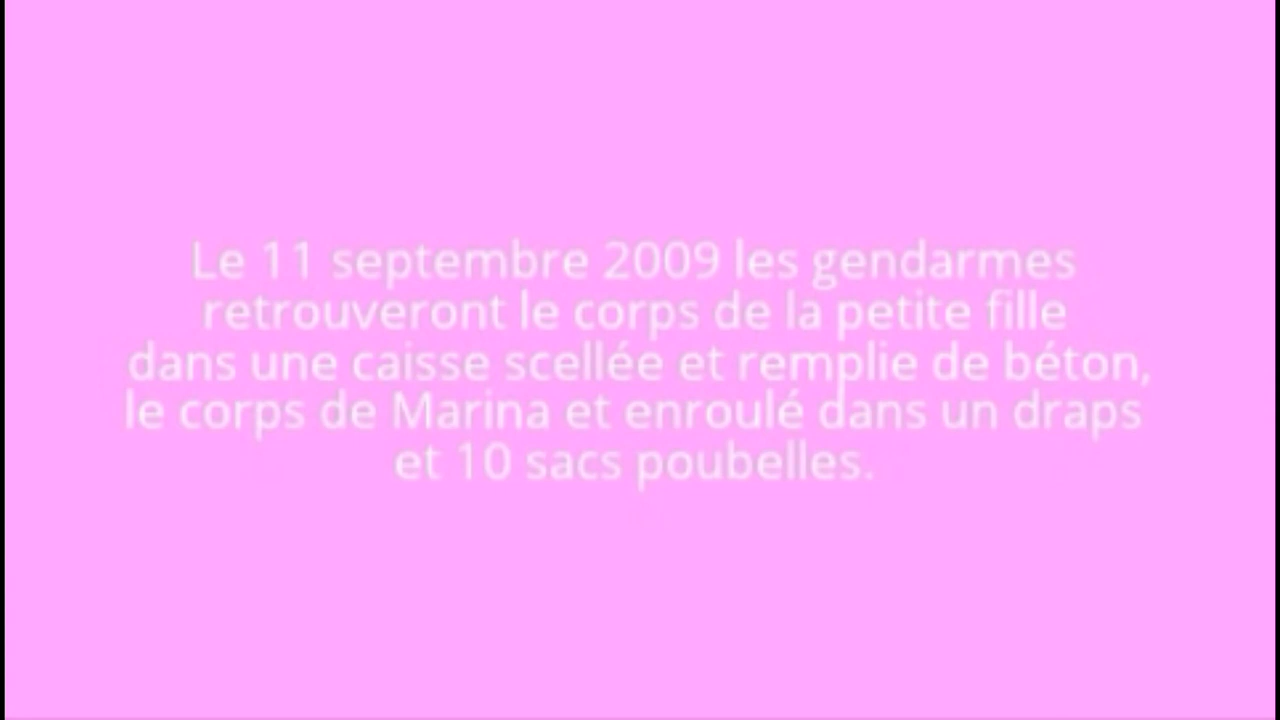 Le 11 septembre 2009 les gendarmes
retrouveront le corps de la petite fille
dans une caisse scellée et remplie de béton,
le corps de Marina et enroulé dans un draps
et 10 sacs poubelles.